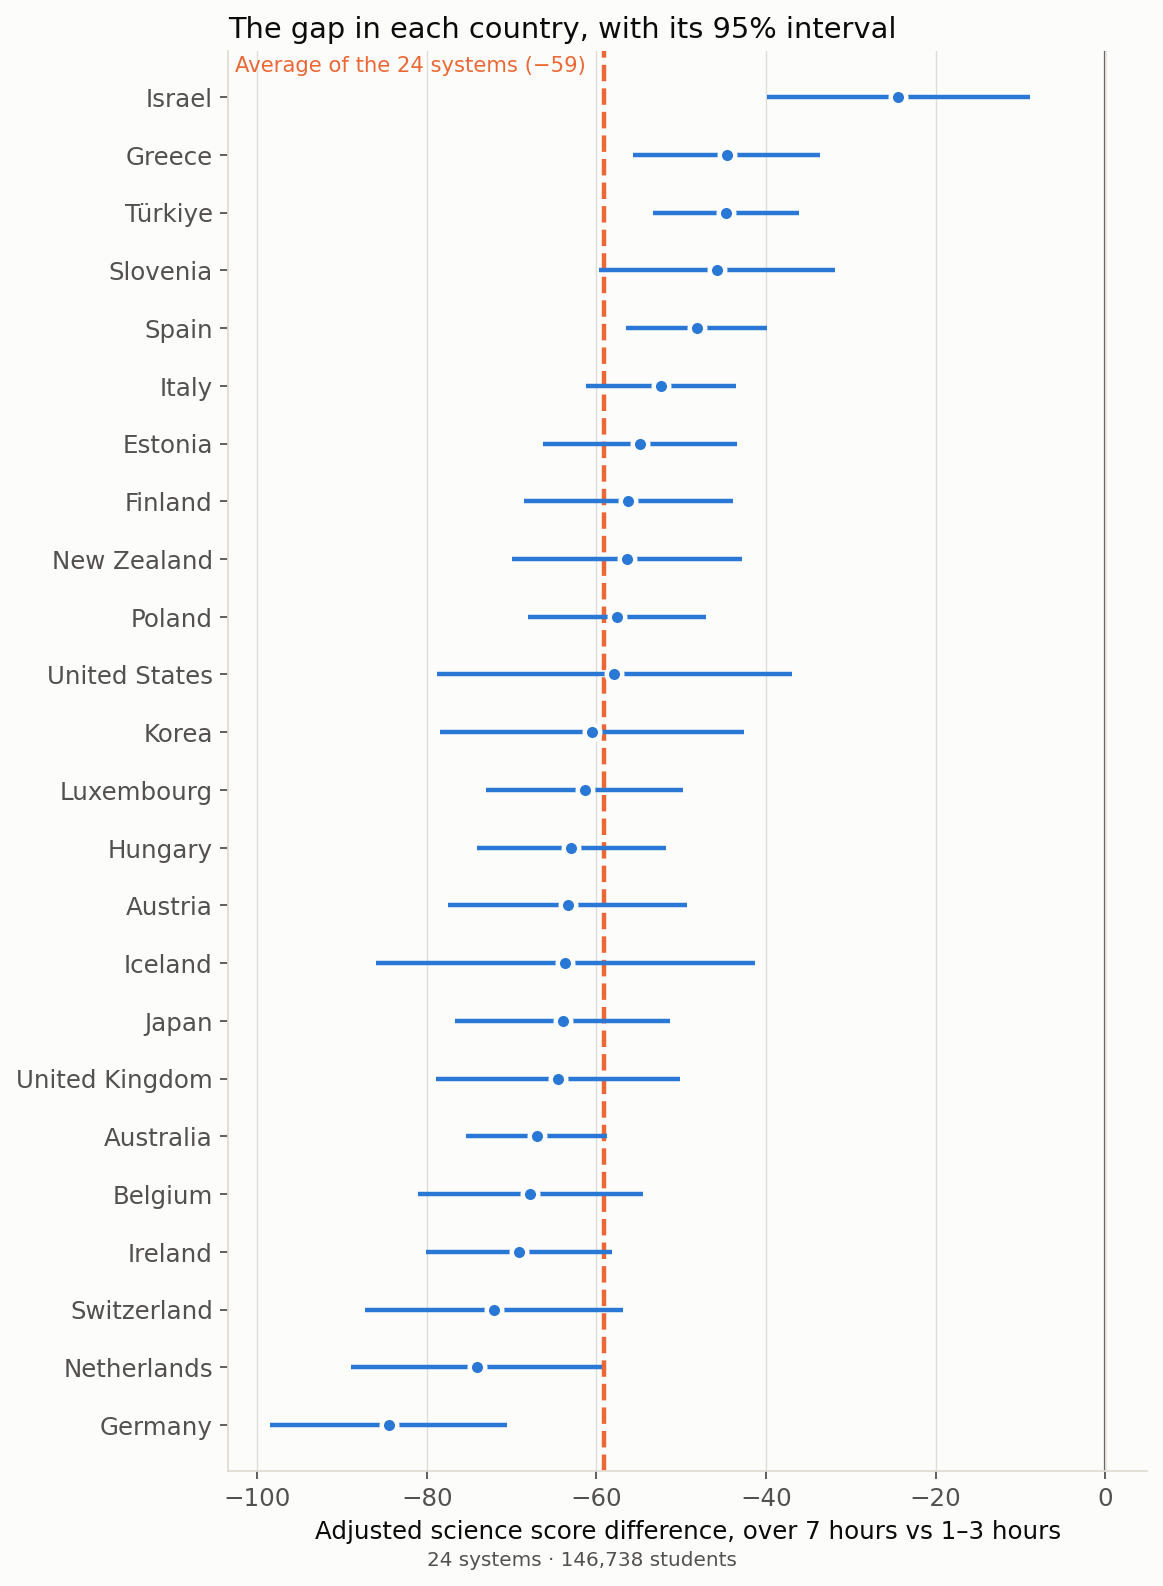 The gap in each country, with its 95% interval
Average of the 24 systems (−59)
Israel
Greece
Türkiye
Slovenia
Spain
Italy
Estonia
Finland
New Zealand
Poland
United States
Korea
Luxembourg
Hungary
Austria
Iceland
Japan
United Kingdom
Australia
Belgium
Ireland
Switzerland
Netherlands
Germany
−100 −80 −60 −40 −20 0
Adjusted science score difference, over 7 hours vs 1–3 hours
24 systems · 146,738 students